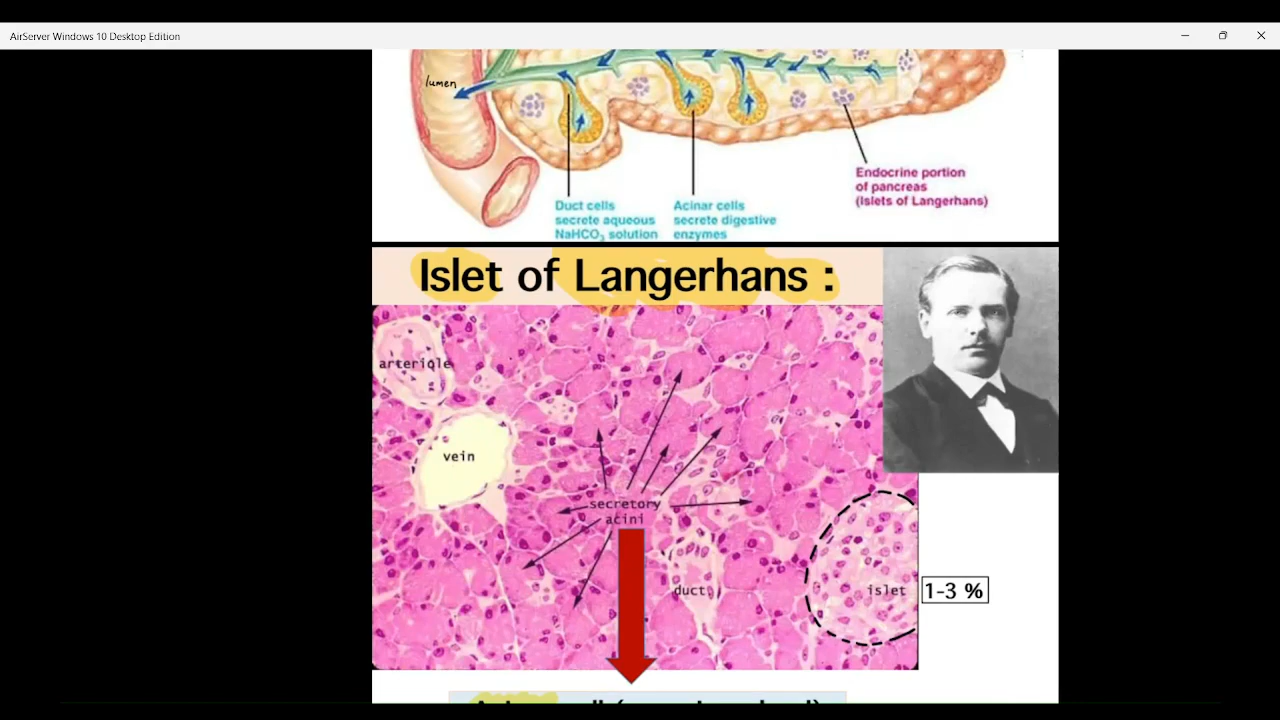 AirServer Windows 10 Desktop Edition
lumen
Endocrine portion
of pancreas
(Islets of Langerhans)
Duct cells
secrete aqueous
NaHCO₃ solution
Acinar cells
secrete digestive
enzymes
Islet of Langerhans :
arteriole
vein
secretory
acini
duct
islet
1-3 %